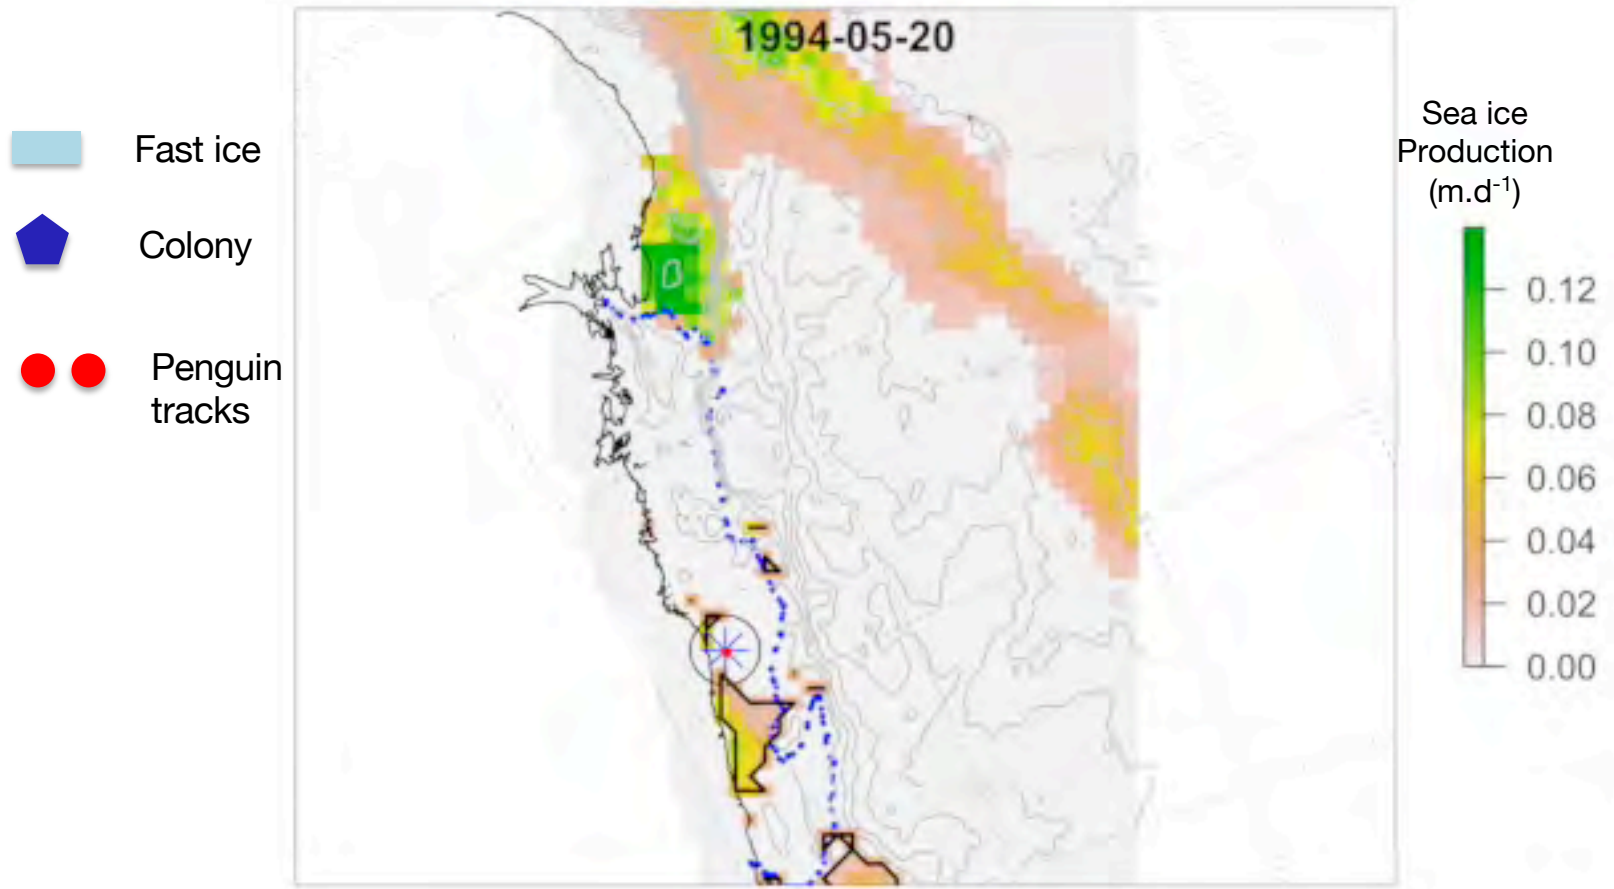 1994-05-20
Fast ice
Colony
Penguin
tracks
Sea ice
Production
(m.d-1)
0.12
0.10
0.08
0.06
0.04
0.02
0.00